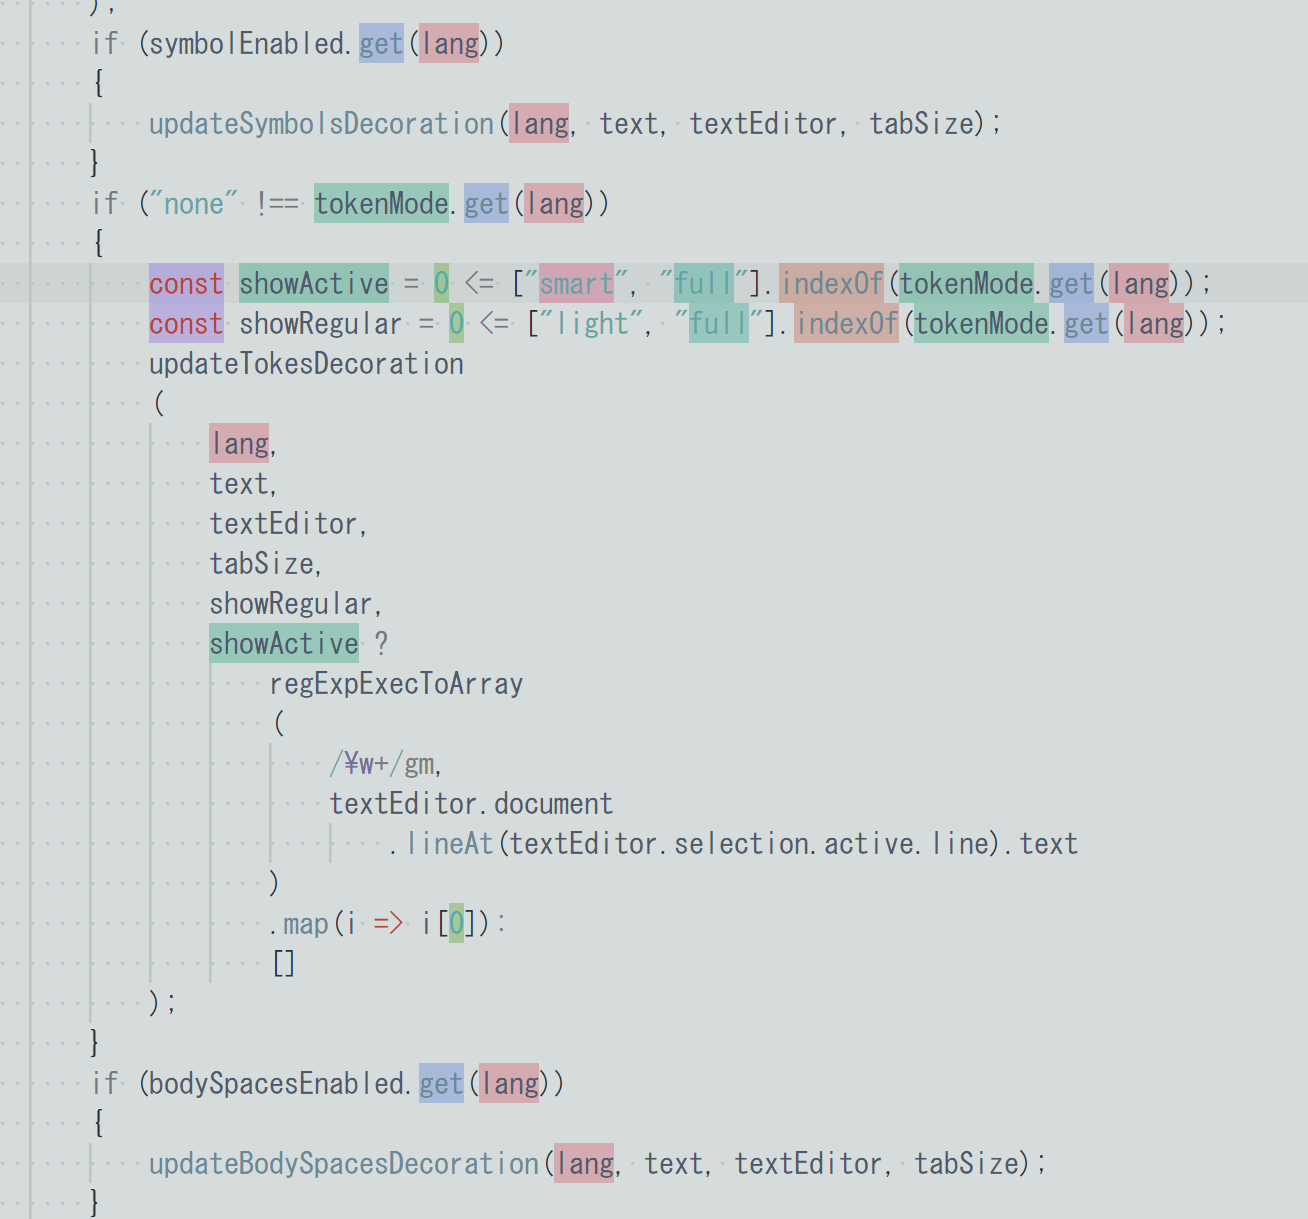 );
if (symbolEnabled.get(lang))
{
updateSymbolsDecoration(lang, text, textEditor, tabSize);
}
if ("none" !== tokenMode.get(lang))
{
const showActive = 0 <= ["smart", "full"].indexOf(tokenMode.get(lang));
const showRegular = 0 <= ["light", "full"].indexOf(tokenMode.get(lang));
updateTokesDecoration
(
lang,
text,
textEditor,
tabSize,
showRegular,
showActive ?
regExpExecToArray
(
/¥w+/gm,
textEditor.document
.lineAt(textEditor.selection.active.line).text
)
.map(i => i[0]):
[]
);
}
if (bodySpacesEnabled.get(lang))
{
updateBodySpacesDecoration(lang, text, textEditor, tabSize);
}